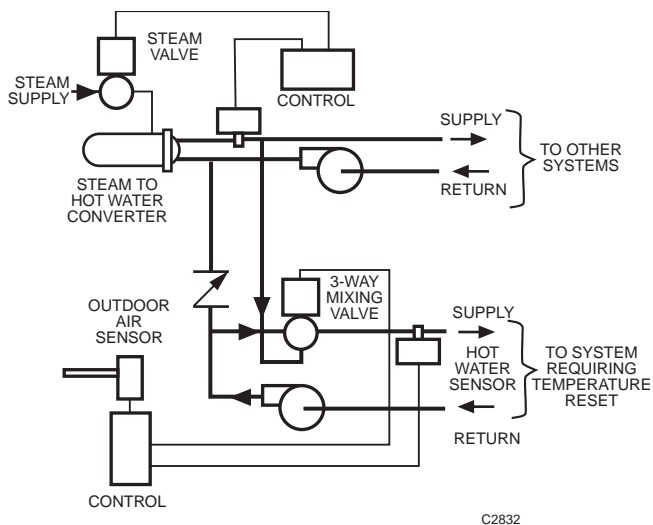 STEAM
VALVE
STEAM
SUPPLY
CONTROL
SUPPLY
TO OTHER
SYSTEMS
RETURN
STEAM TO
HOT WATER
CONVERTER
3-WAY
MIXING
VALVE
OUTDOOR
AIR
SENSOR
SUPPLY
HOT
WATER
SENSOR
TO SYSTEM
REQUIRING
TEMPERATURE
RESET
RETURN
CONTROL
C2832